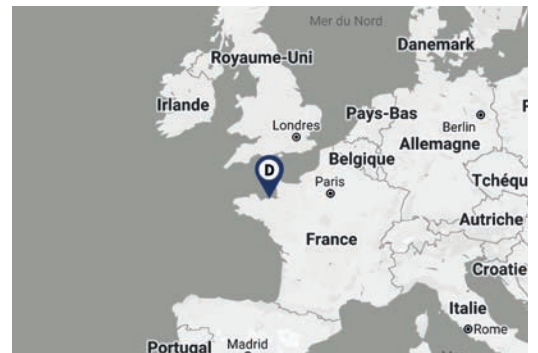 Mer du Nord
Danemark
Royaume-Uni
Irlande
Pays-Bas
Londres
Berlin
Allemagne
Belgique
D
Paris
Tchéqu
Autriche
France
Croatie
Italie
Rome
Madrid
Portugal